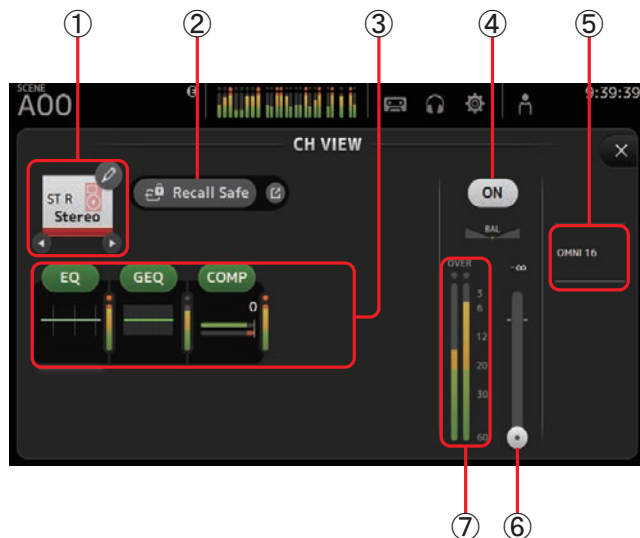 ① ② ③ ④ ⑤
SCENE
A00
9:39:39
CH VIEW
ST R
Stereo
Recall Safe
ON
BAL
EQ GEQ COMP
0
OVER
-∞
3
6
12
20
30
60
OMNI 16
⑦ ⑥